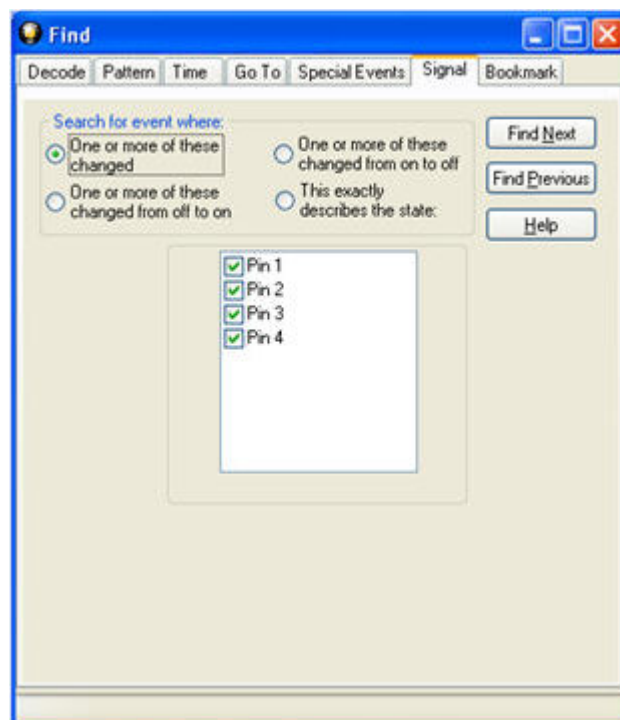 Find
Decode Pattern Time Go To Special Events Signal Bookmark
Search for event where:
One or more of these
changed
One or more of these
changed from on to off
One or more of these
changed from off to on
This exactly
describes the state:
Find Next
Find Previous
Help
Pin 1
Pin 2
Pin 3
Pin 4